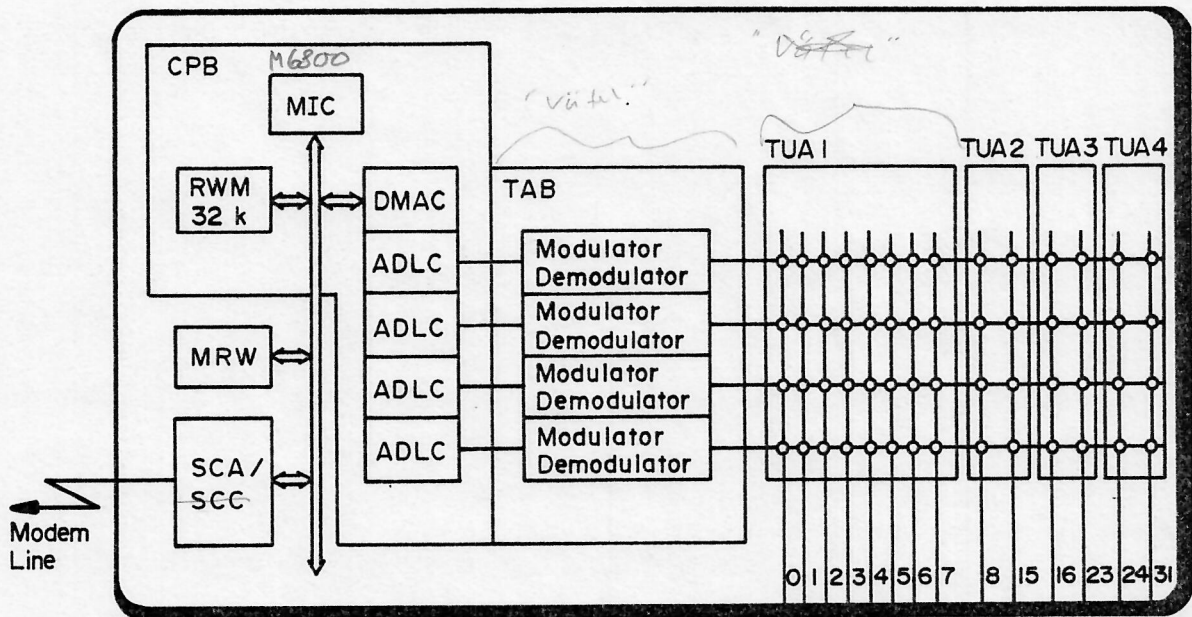 CPB
M6800
MIC
RWM
32 k
DMAC
ADLC
ADLC
ADLC
ADLC
MRW
SCA/
SCC
Modem
Line
TAB
Modulator
Demodulator
Modulator
Demodulator
Modulator
Demodulator
Modulator
Demodulator
TUA1
TUA2
TUA3
TUA4
0 1 2 3 4 5 6 7 8 15 16 23 24 31